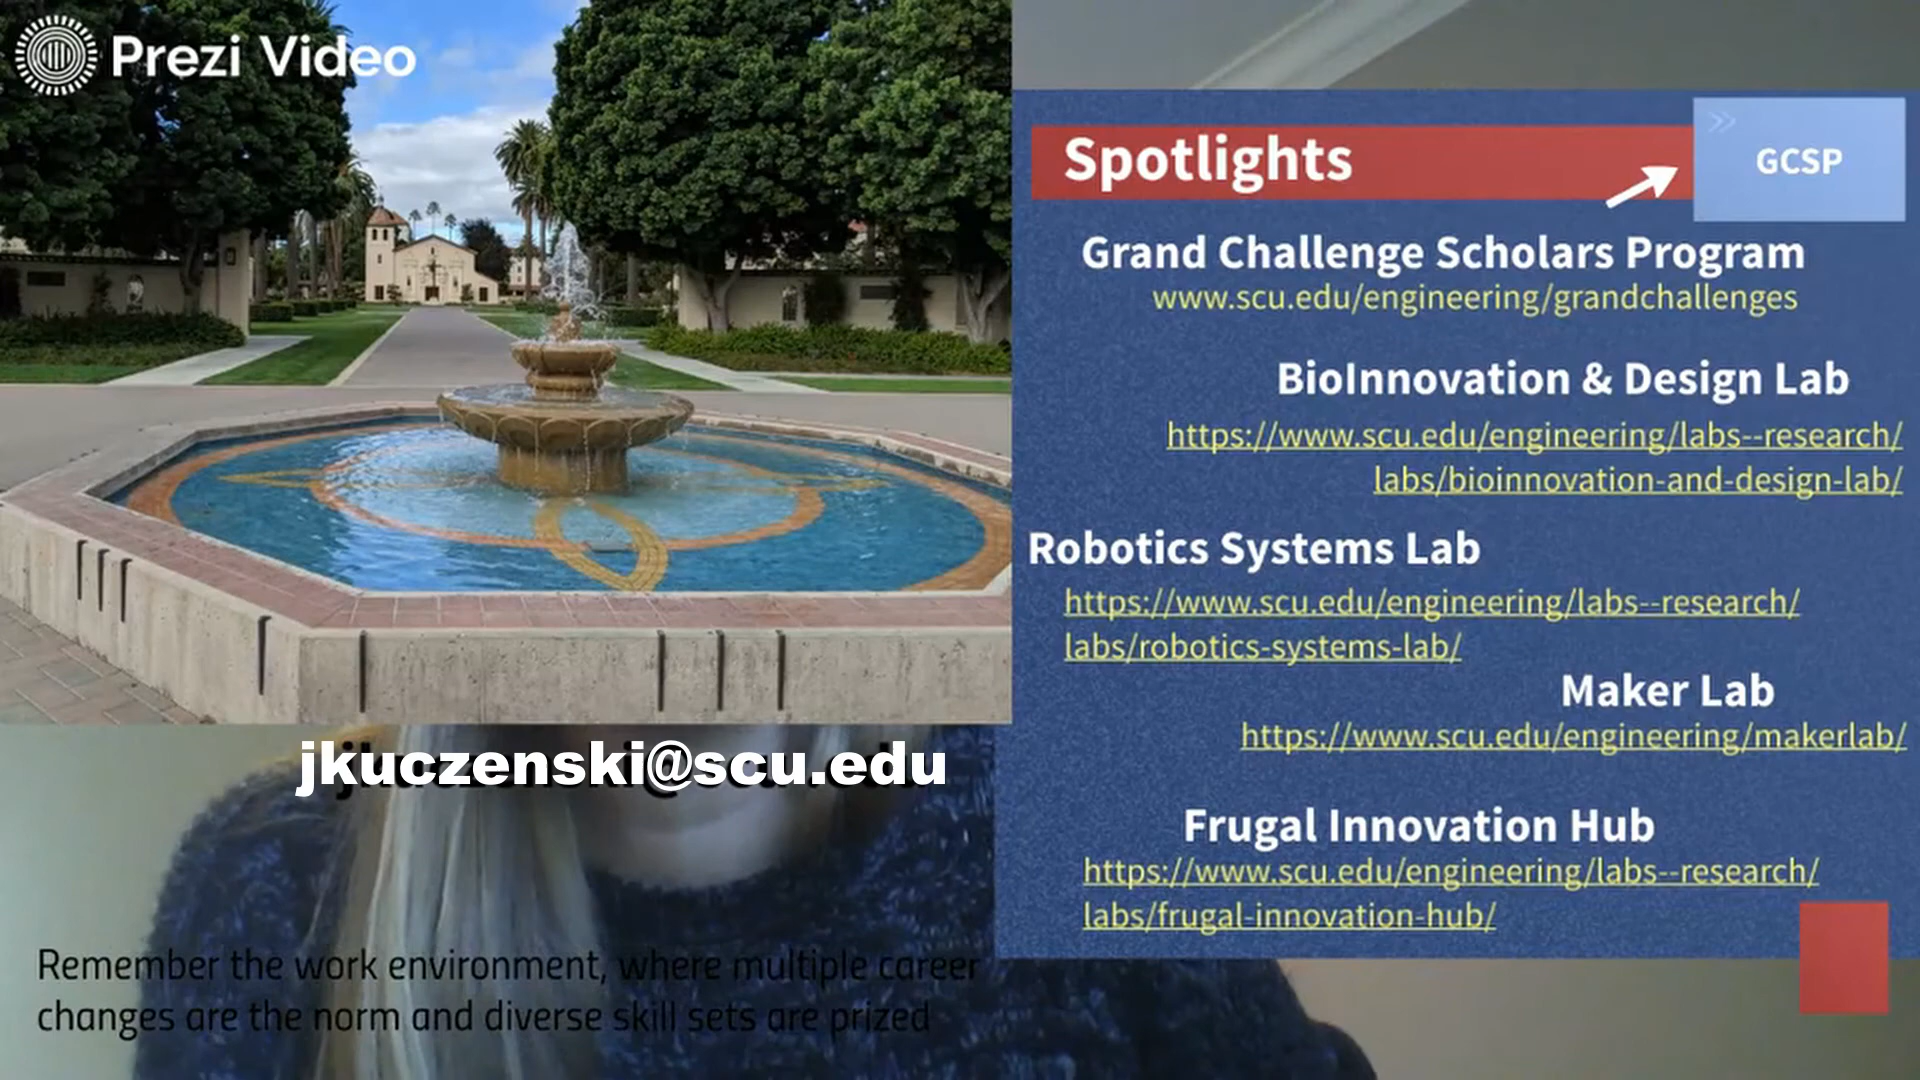 Prezi Video
Spotlights
GCSP
Grand Challenge Scholars Program
www.scu.edu/engineering/grandchallenges
BioInnovation & Design Lab
https://www.scu.edu/engineering/labs--research/
labs/bioinnovation-and-design-lab/
Robotics Systems Lab
https://www.scu.edu/engineering/labs--research/
labs/robotics-systems-lab/
Maker Lab
https://www.scu.edu/engineering/makerlab/
Frugal Innovation Hub
https://www.scu.edu/engineering/labs--research/
labs/frugal-innovation-hub/
jkuczenski@scu.edu
Remember the work environment, where multiple career
changes are the norm and diverse skill sets are prized